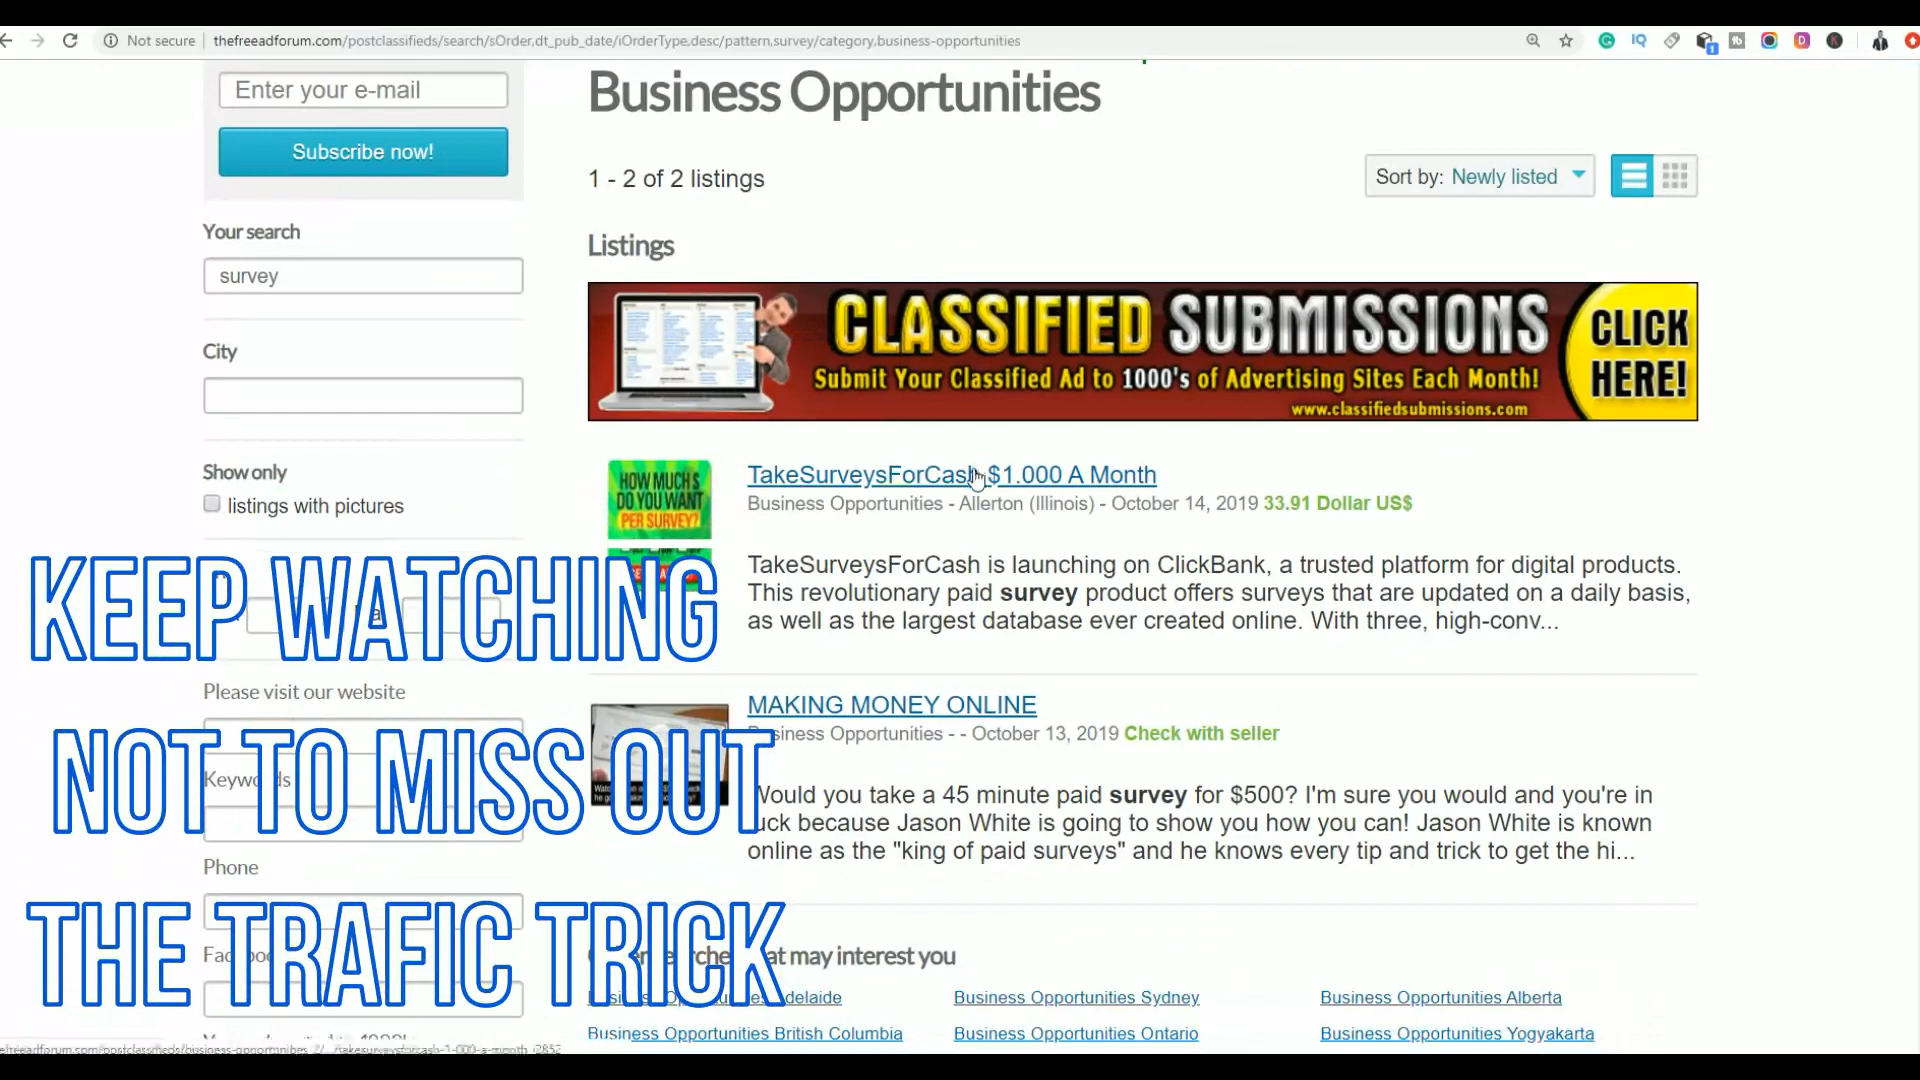 Not secure
thefreeadforum.com/postclassifieds/search/sOrder,dt_pub_date/iOrderType,desc/pattern,survey/category,business-opportunities
Enter your e-mail
Subscribe now!
Your search
survey
City
Show only
listings with pictures
Please visit our website
Keywords
Phone
Business Opportunities
1 - 2 of 2 listings
Sort by: Newly listed
Listings
CLASSIFIED SUBMISSIONS
Submit Your Classified Ad to 1000's of Advertising Sites Each Month!
www.classifiedsubmissions.com
CLICK
HERE!
HOW MUCH $
DO YOU WANT
PER SURVEY?
TakeSurveysForCash $1.000 A Month
Business Opportunities - Allerton (Illinois) - October 14, 2019 33.91 Dollar US$
TakeSurveysForCash is launching on ClickBank, a trusted platform for digital products.
This revolutionary paid survey product offers surveys that are updated on a daily basis,
as well as the largest database ever created online. With three, high-conv...
MAKING MONEY ONLINE
Business Opportunities - - October 13, 2019 Check with seller
Would you take a 45 minute paid survey for $500? I'm sure you would and you're in
luck because Jason White is going to show you how you can! Jason White is known
online as the "king of paid surveys" and he knows every tip and trick to get the hi...
that may interest you
Business Opportunities Adelaide
Business Opportunities Sydney
Business Opportunities Alberta
Business Opportunities British Columbia
Business Opportunities Ontario
Business Opportunities Yogyakarta
KEEP WATCHING
NOT TO MISS OUT
THE TRAFIC TRICK